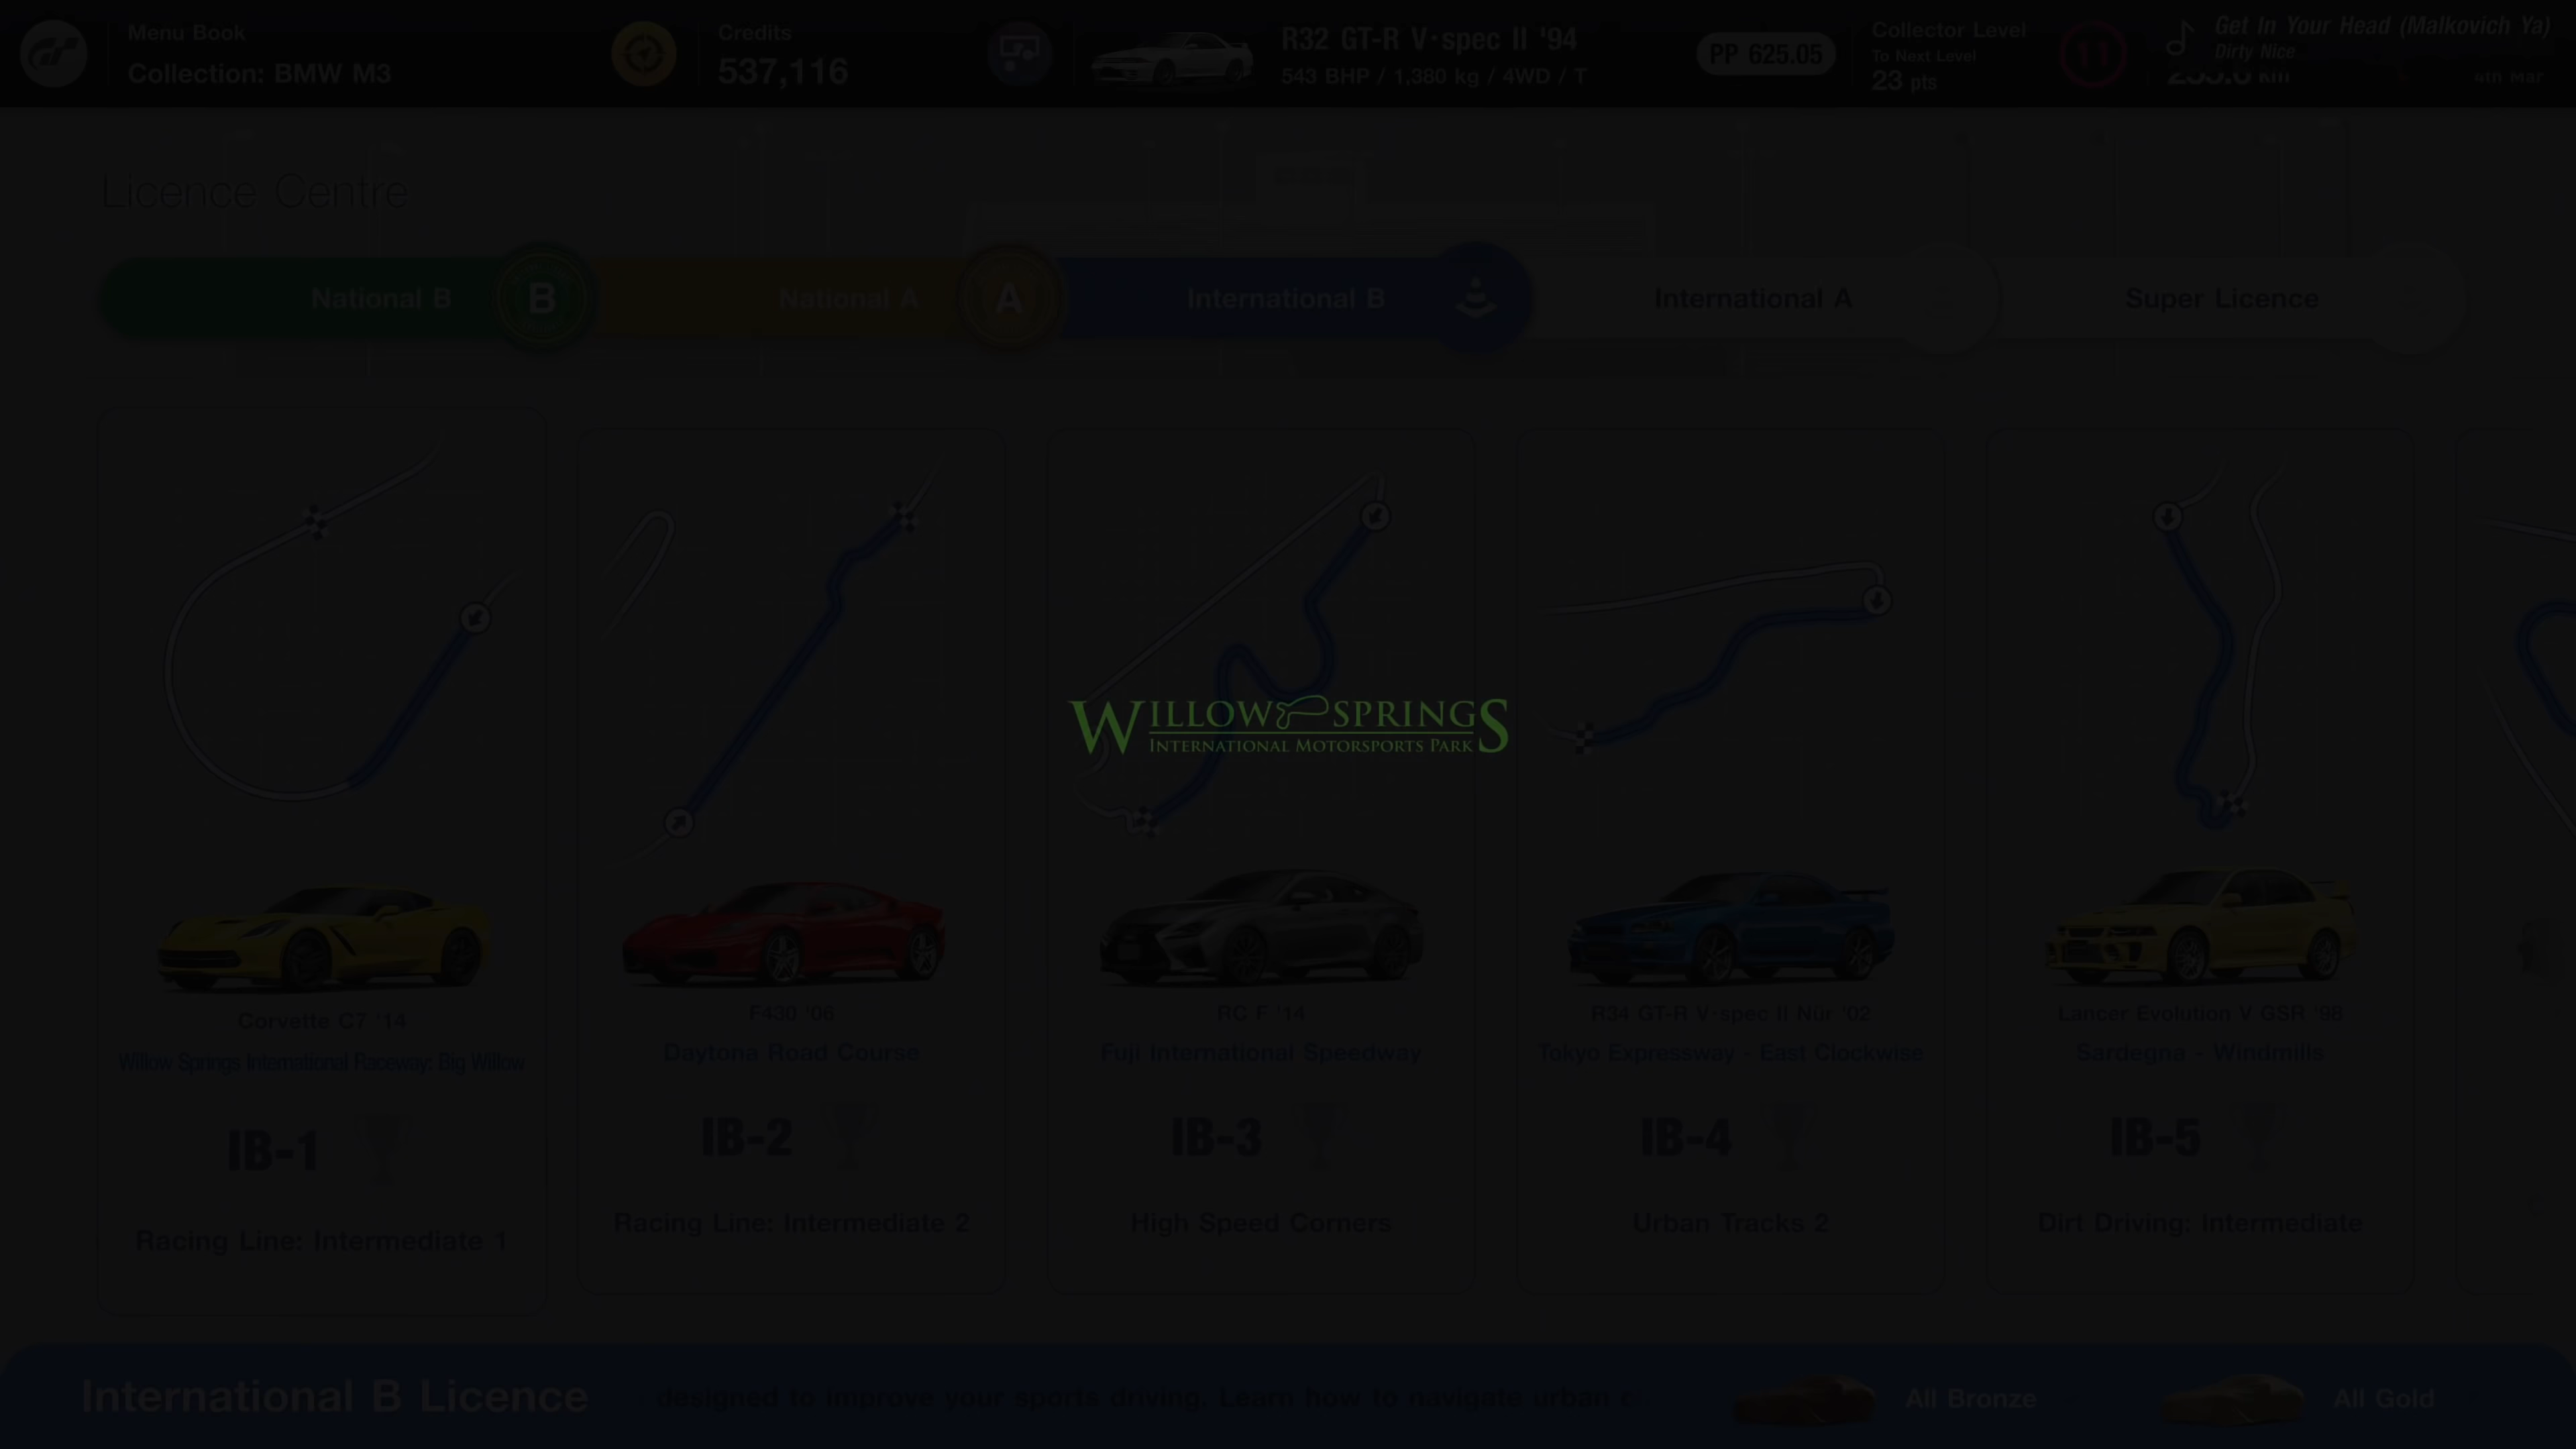 Menu Book
Collection: BMW M3
Credits
537,116
R32 GT-R V·spec II '94
543 BHP / 1,380 kg / 4WD / T
PP 625.05
Collector Level
To Next Level
23 pts
11
Get In Your Head (Malkovich Ya)
Dirty Nice
4th Mar
Licence Centre
National B
B
National A
A
International B
International A
Super Licence
WILLOW SPRINGS
INTERNATIONAL MOTORSPORTS PARK
Corvette C7 '14
Willow Springs International Raceway: Big Willow
IB-1
Racing Line: Intermediate 1
F430 '06
Daytona Road Course
IB-2
Racing Line: Intermediate 2
RC F '14
Fuji International Speedway
IB-3
High Speed Corners
R34 GT-R V·spec II Nür '02
Tokyo Expressway - East Clockwise
IB-4
Urban Tracks 2
Lancer Evolution V GSR '98
Sardegna - Windmills
IB-5
Dirt Driving: Intermediate
International B Licence
designed to improve your sports driving. Learn how to navigate urban c
All Bronze
All Gold